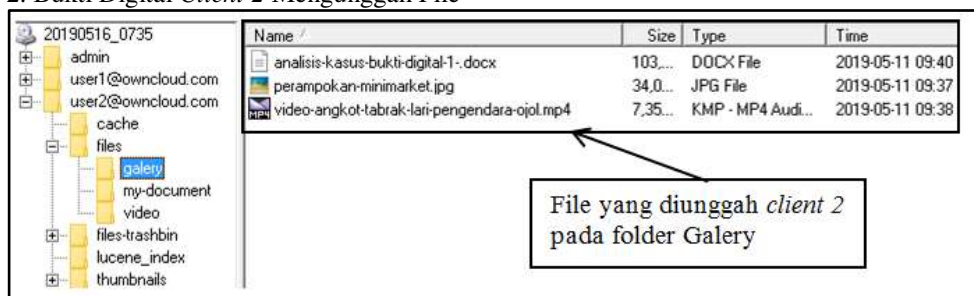 2. Bukti Digital Client 2 Mengunggah File
20190516_0735
admin
user1@owncloud.com
user2@owncloud.com
cache
files
galery
my-document
video
files-trashbin
lucene_index
thumbnails
Name Size Type Time
analisis-kasus-bukti-digital-1-.docx 103,... DOCX File 2019-05-11 09:40
perampokan-minimarket.jpg 34,0... JPG File 2019-05-11 09:37
video-angkot-tabrak-lari-pengendara-ojol.mp4 7,35... KMP - MP4 Audi... 2019-05-11 09:38
File yang diunggah client 2
pada folder Galery